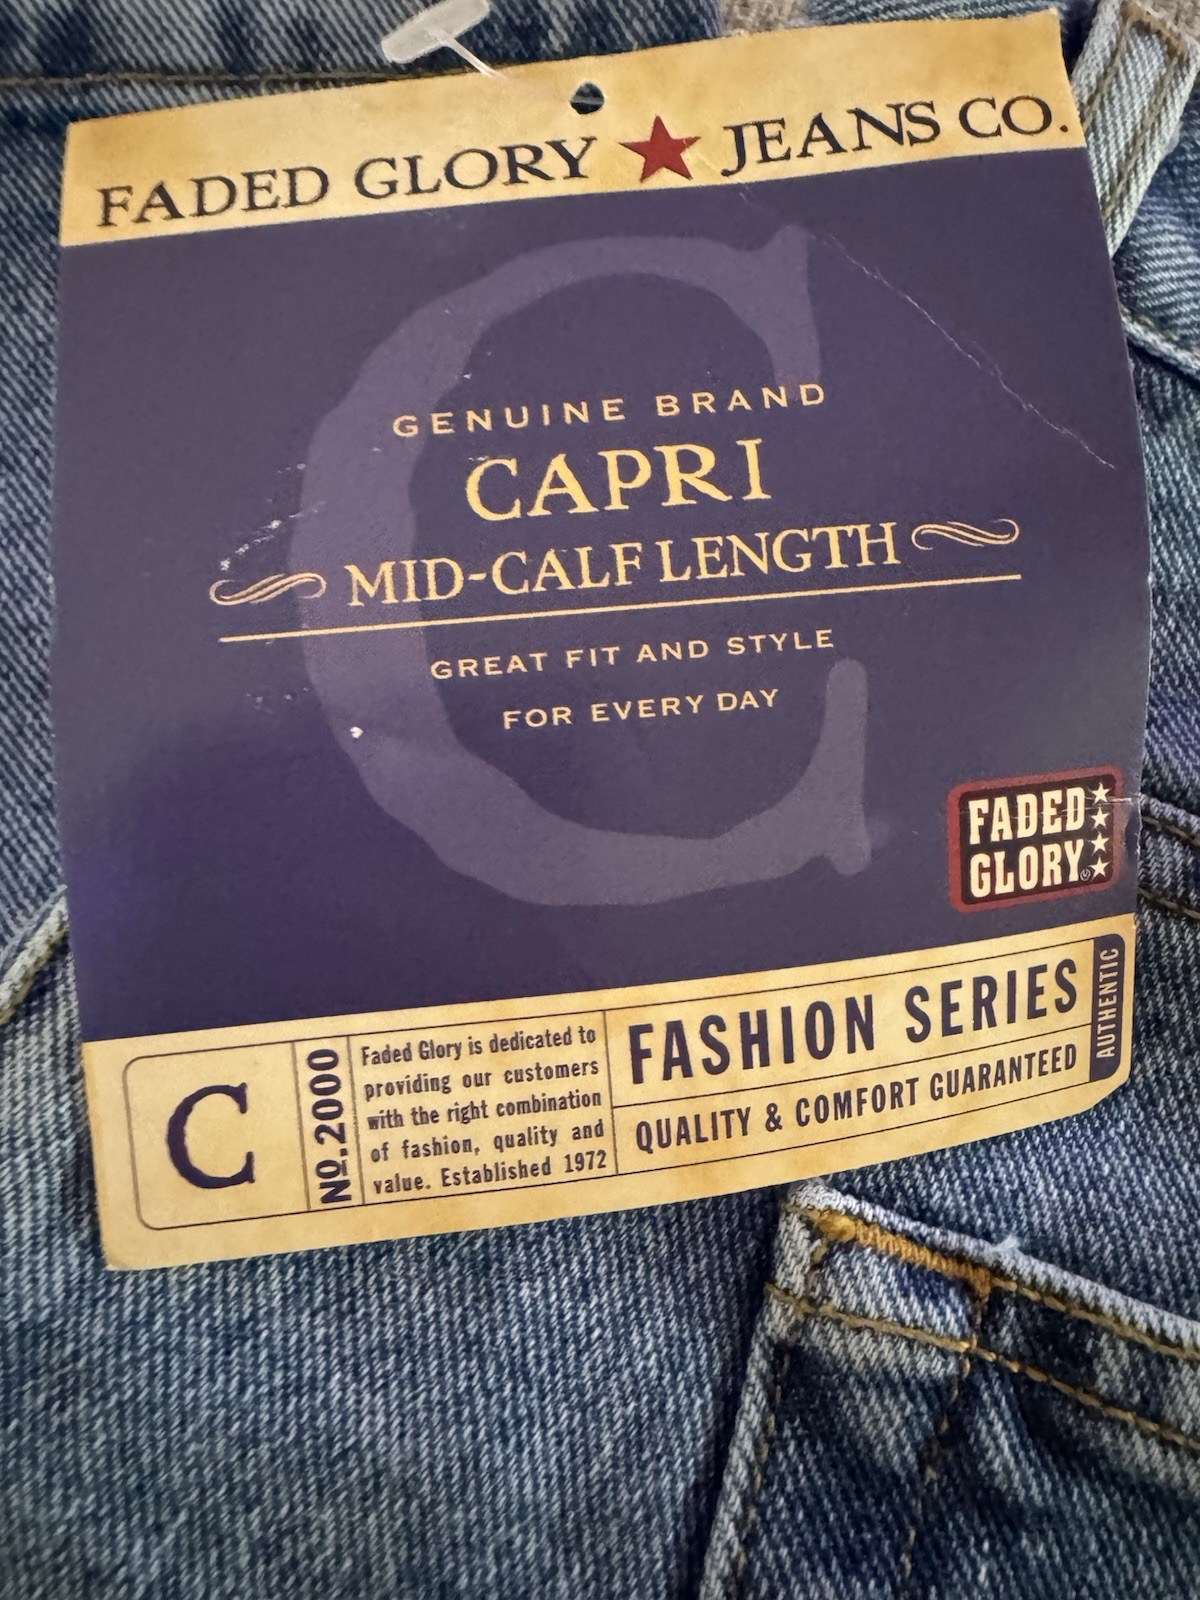 FADED GLORY ★ JEANS CO.
GENUINE BRAND
CAPRI
MID-CALF LENGTH
GREAT FIT AND STYLE
FOR EVERY DAY
FADED
GLORY
C
NO.2000
Faded Glory is dedicated to
providing our customers
with the right combination
of fashion, quality and
value. Established 1972
FASHION SERIES
QUALITY & COMFORT GUARANTEED
AUTHENTIC